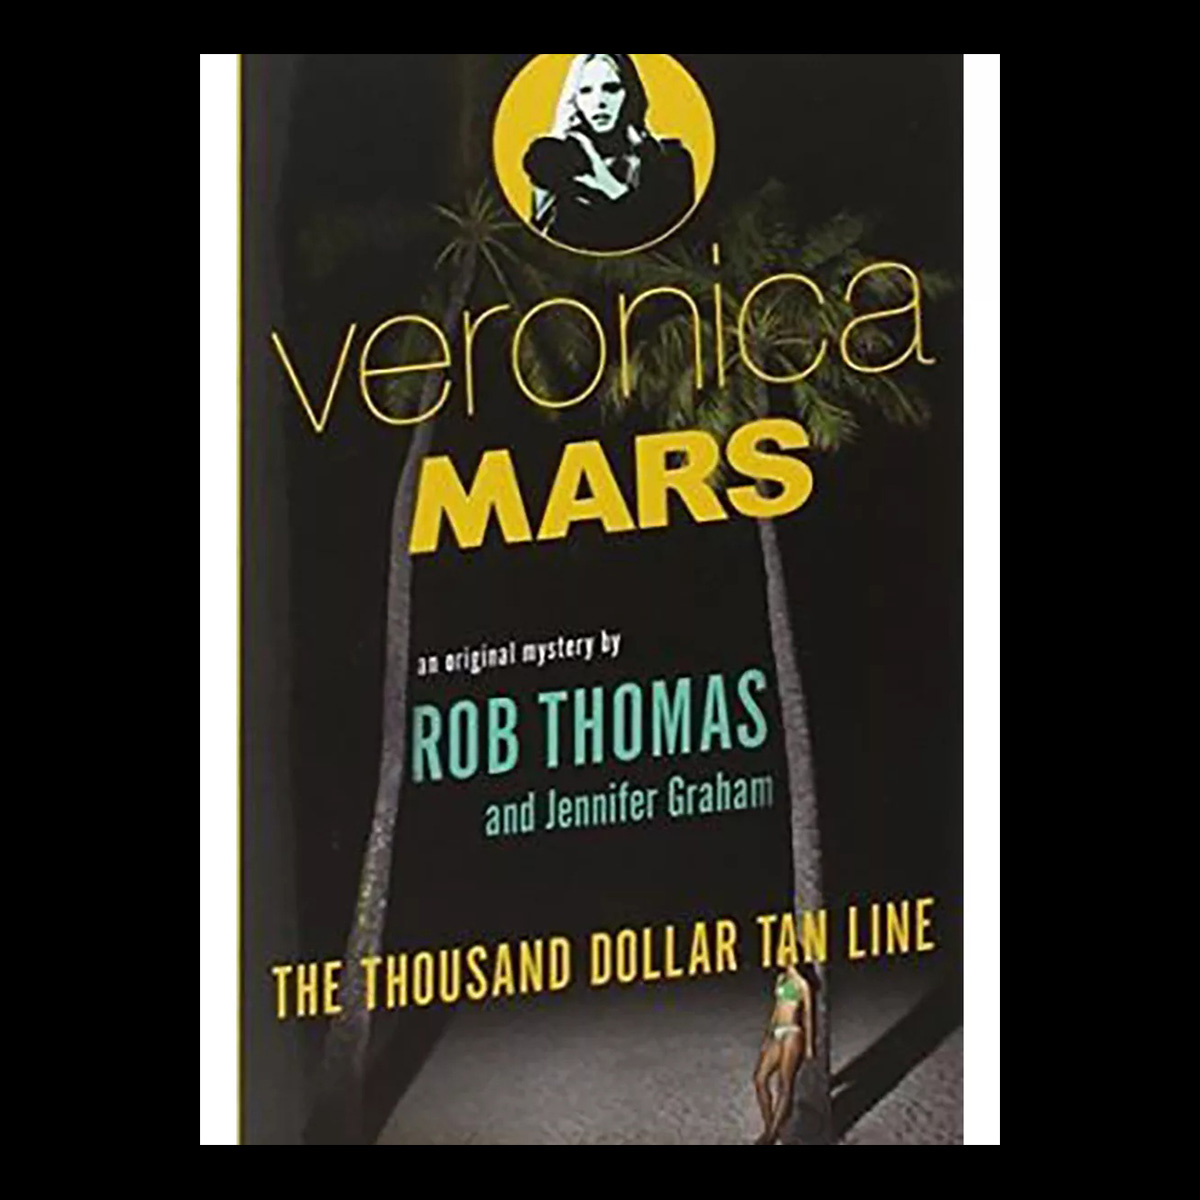 veronica
MARS
an original mystery by
ROB THOMAS
and Jennifer Graham
THE THOUSAND DOLLAR TAN LINE